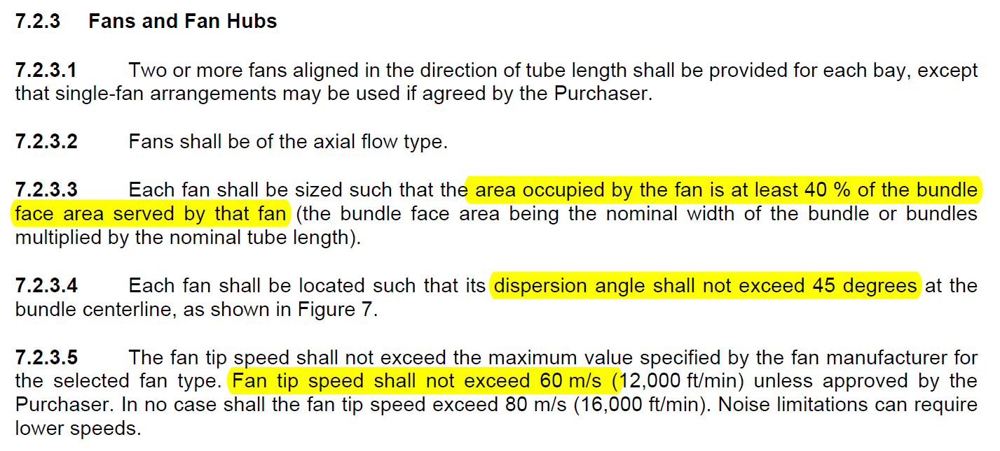 7.2.3 Fans and Fan Hubs
7.2.3.1 Two or more fans aligned in the direction of tube length shall be provided for each bay, except
that single-fan arrangements may be used if agreed by the Purchaser.
7.2.3.2 Fans shall be of the axial flow type.
7.2.3.3 Each fan shall be sized such that the area occupied by the fan is at least 40 % of the bundle
face area served by that fan (the bundle face area being the nominal width of the bundle or bundles
multiplied by the nominal tube length).
7.2.3.4 Each fan shall be located such that its dispersion angle shall not exceed 45 degrees at the
bundle centerline, as shown in Figure 7.
7.2.3.5 The fan tip speed shall not exceed the maximum value specified by the fan manufacturer for
the selected fan type. Fan tip speed shall not exceed 60 m/s (12,000 ft/min) unless approved by the
Purchaser. In no case shall the fan tip speed exceed 80 m/s (16,000 ft/min). Noise limitations can require
lower speeds.